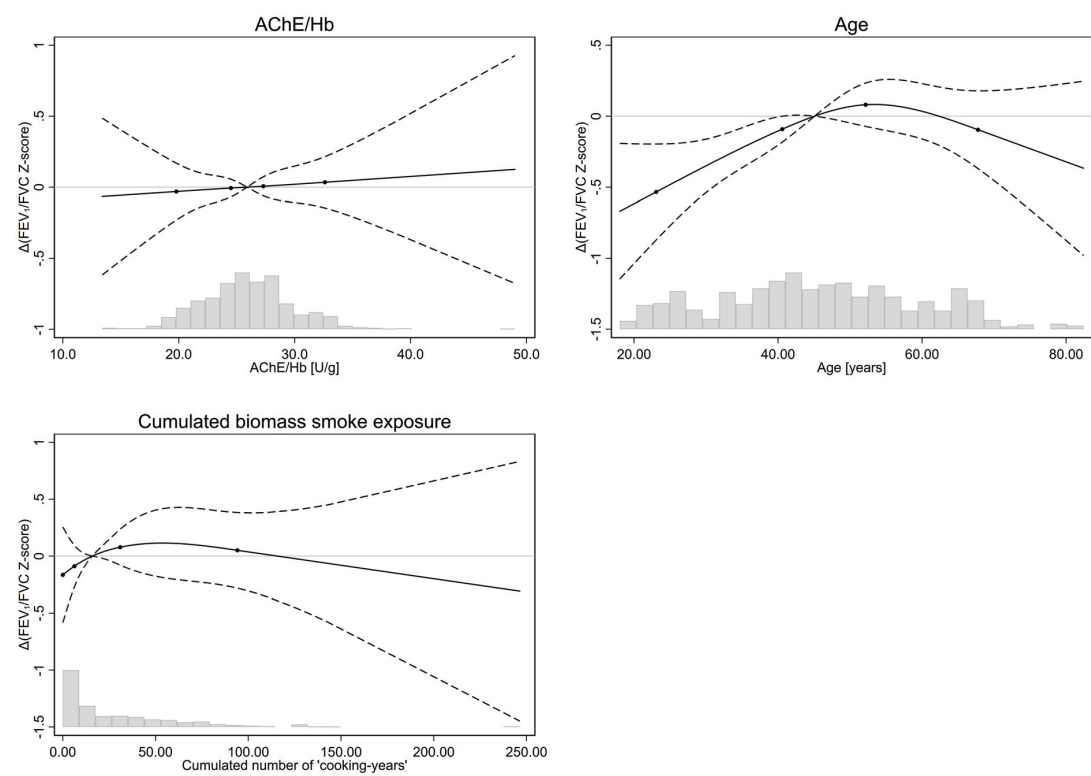 AChE/Hb
Δ(FEV₁/FVC Z-score)
1
.5
0
-.5
-1
10.0 20.0 30.0 40.0 50.0
AChE/Hb [U/g]
Age
Δ(FEV₁/FVC Z-score)
.5
0
-.5
-1
-1.5
20.00 40.00 60.00 80.00
Age [years]
Cumulated biomass smoke exposure
Δ(FEV₁/FVC Z-score)
1
.5
0
-.5
-1
-1.5
0.00 50.00 100.00 150.00 200.00 250.00
Cumulated number of 'cooking-years'